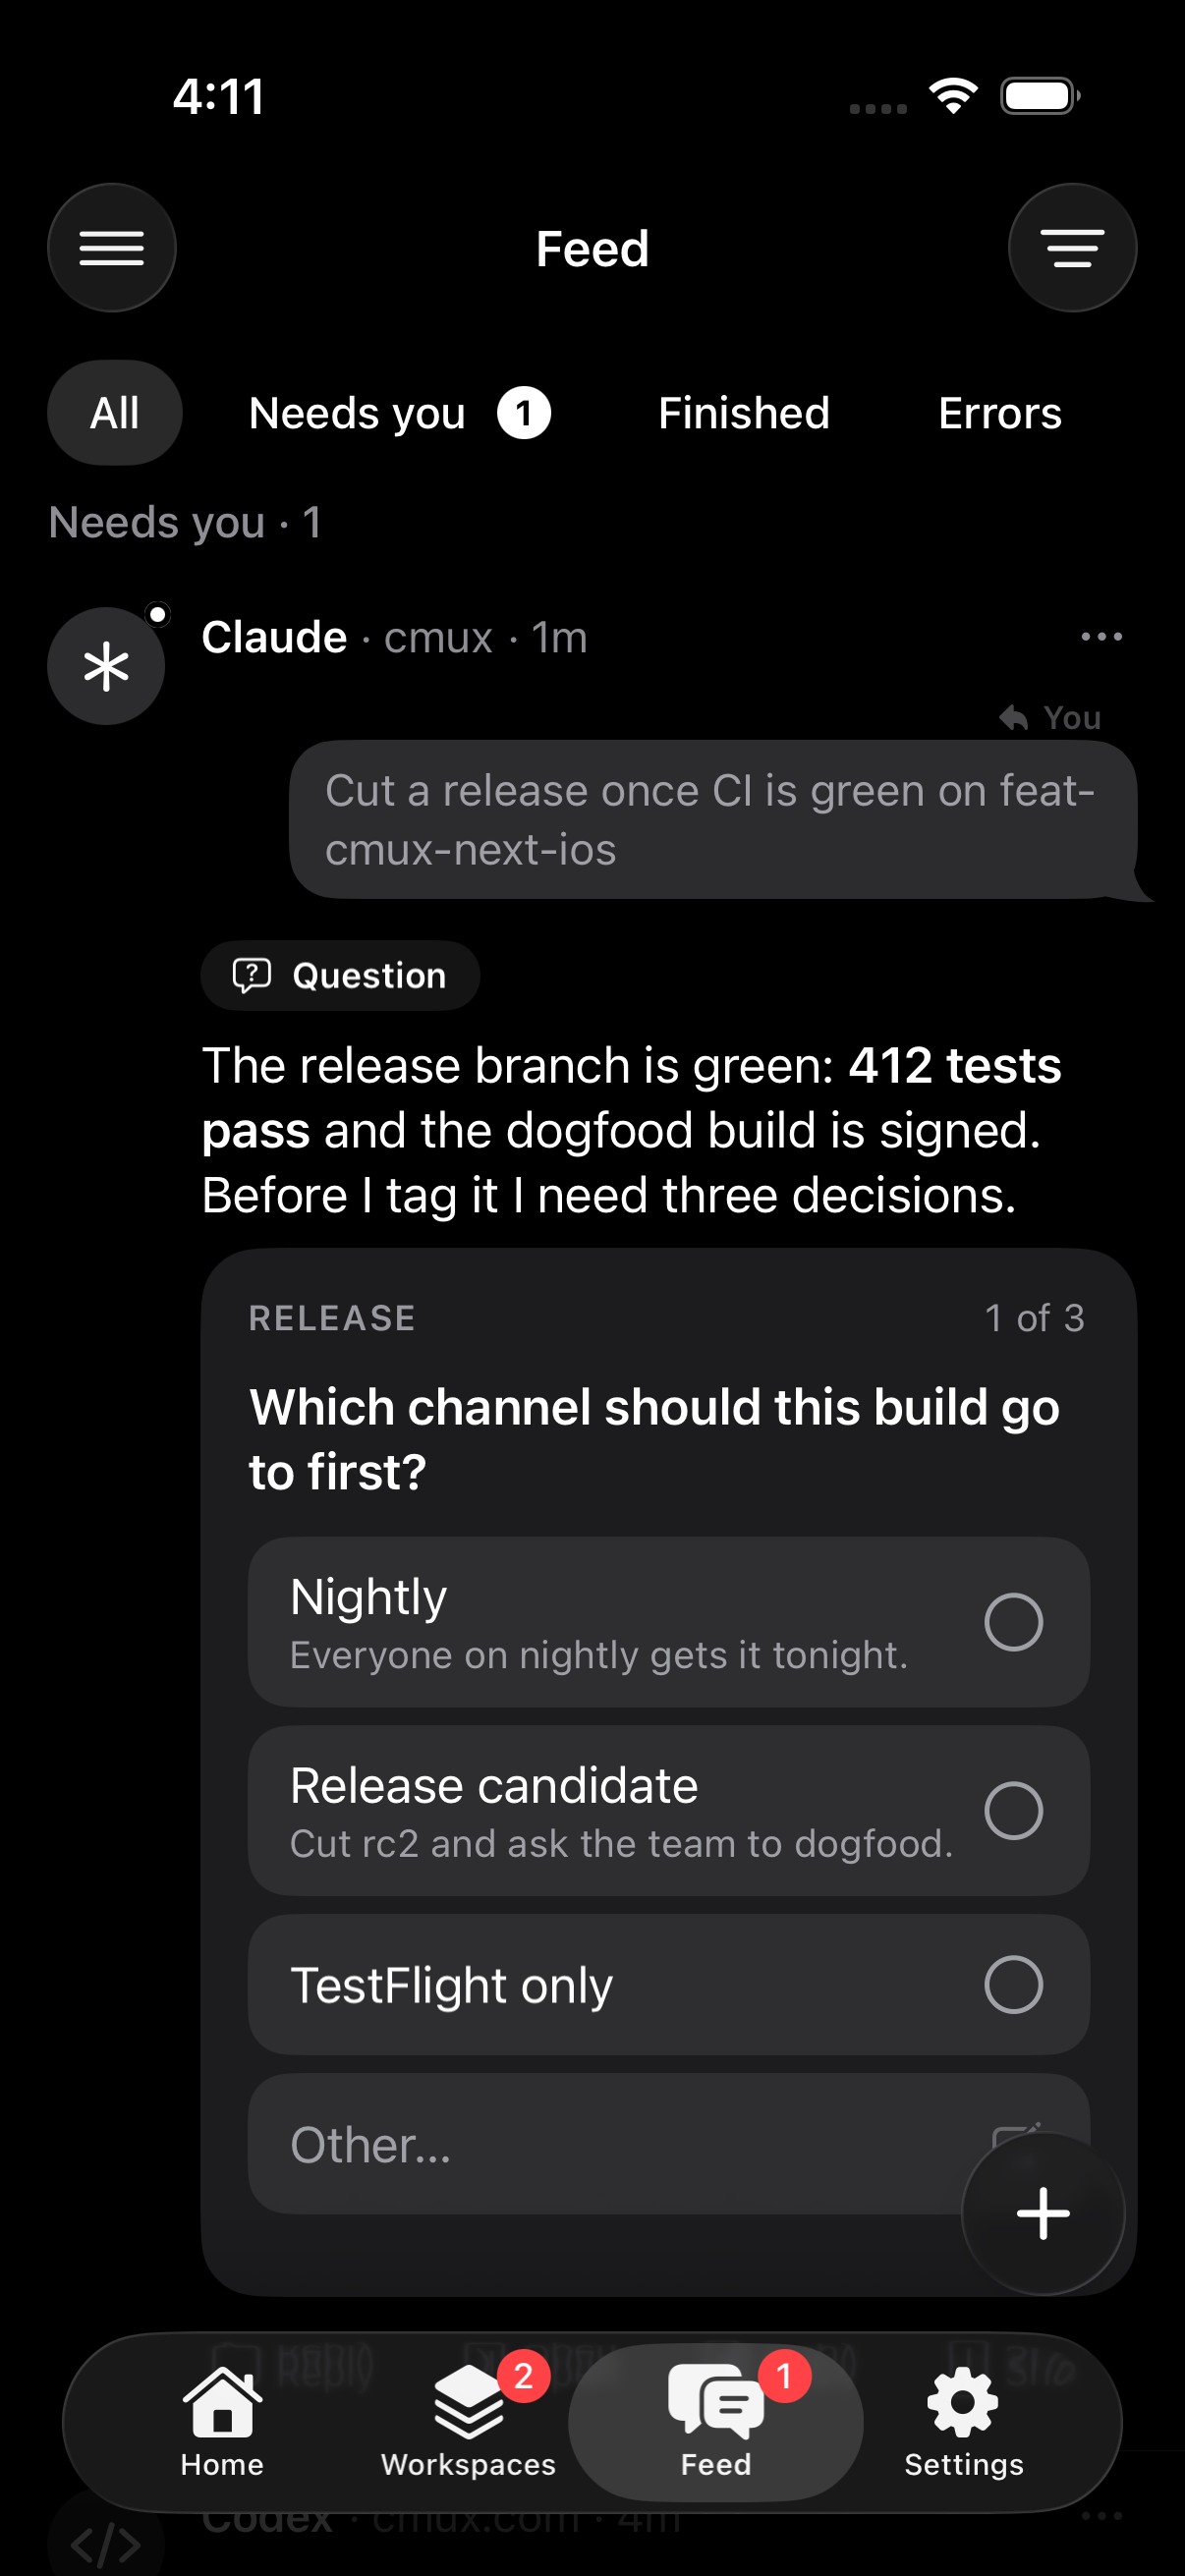 4:11
Feed
All
Needs you 1
Finished
Errors
Needs you · 1
Claude · cmux · 1m
You
Cut a release once CI is green on feat-
cmux-next-ios
Question
The release branch is green: 412 tests
pass and the dogfood build is signed.
Before I tag it I need three decisions.
RELEASE
1 of 3
Which channel should this build go
to first?
Nightly
Everyone on nightly gets it tonight.
Release candidate
Cut rc2 and ask the team to dogfood.
TestFlight only
Other...
2
1
Home
Workspaces
Feed
Settings
Codex · cmux.com · 4m